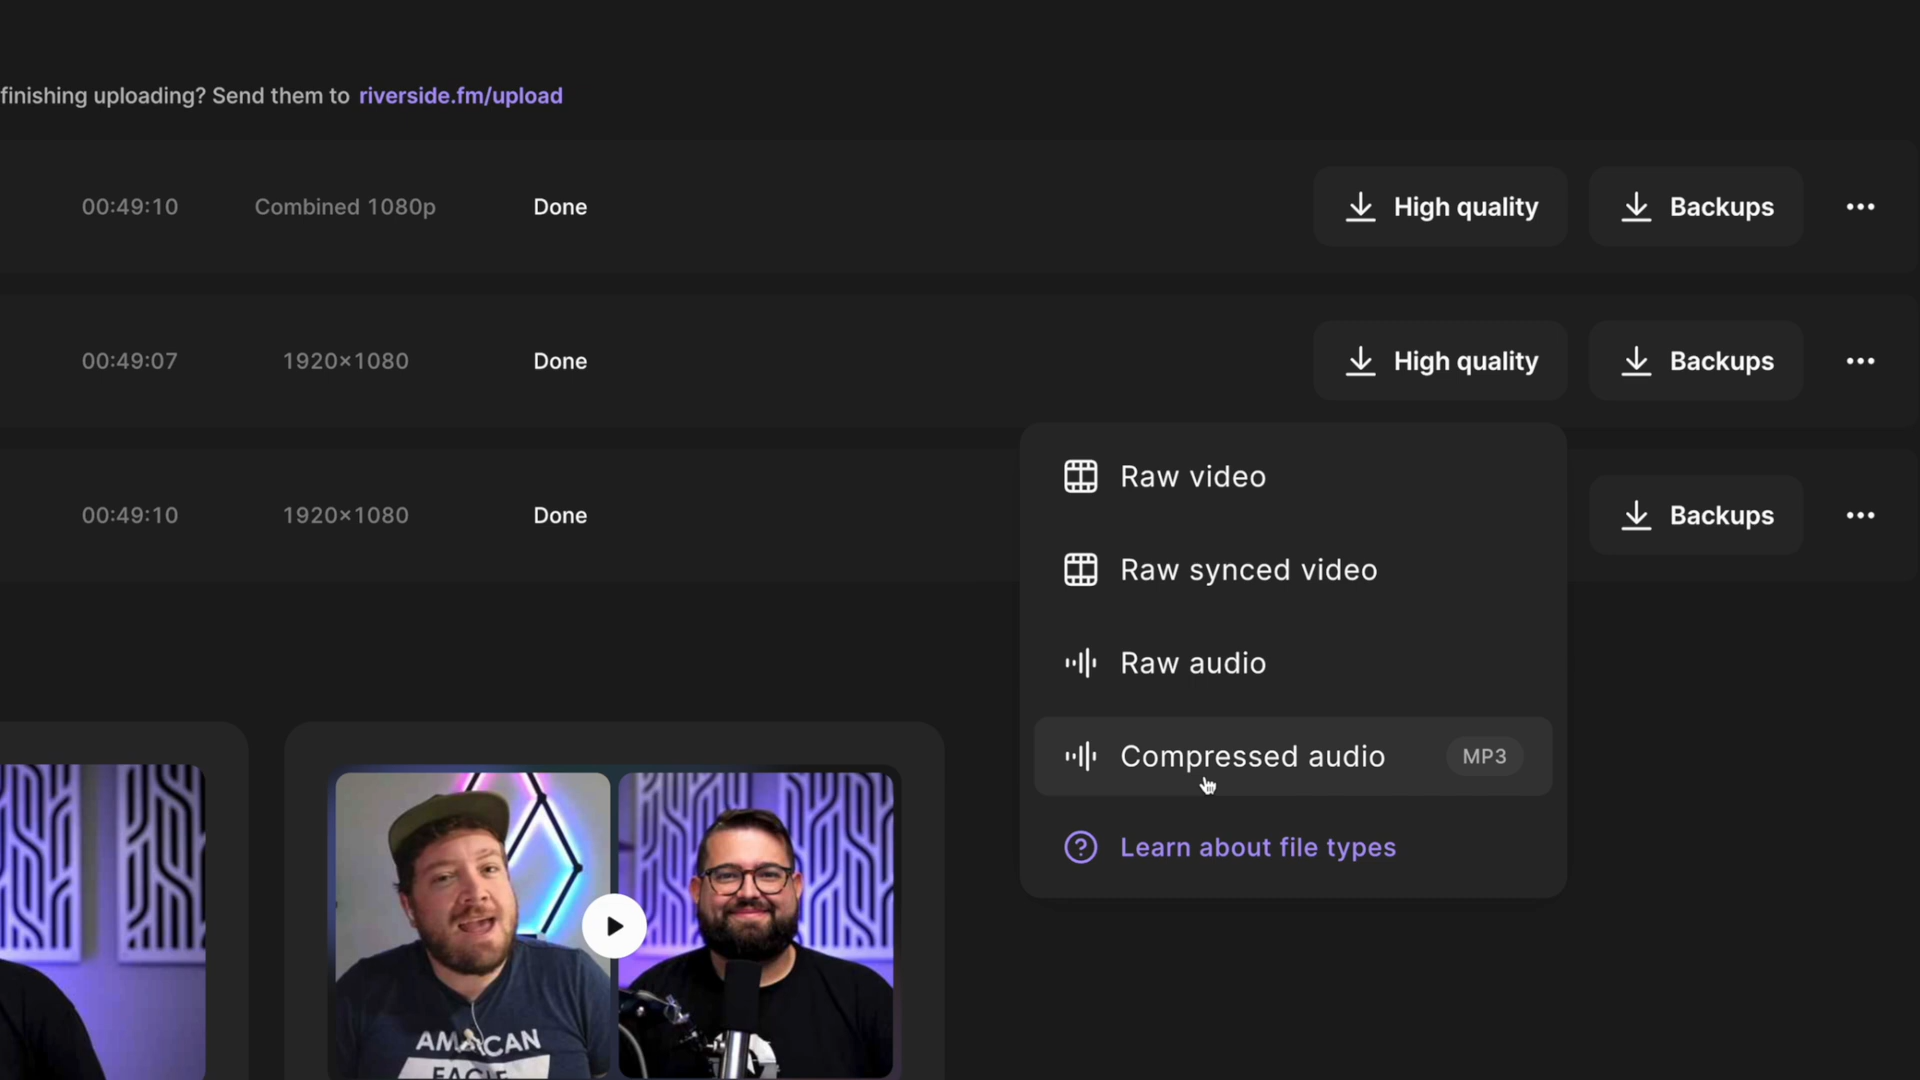 finishing uploading? Send them to riverside.fm/upload
00:49:10 Combined 1080p Done High quality Backups
00:49:07 1920×1080 Done High quality Backups
00:49:10 1920×1080 Done Backups
Raw video
Raw synced video
Raw audio
Compressed audio MP3
Learn about file types
EAGLE